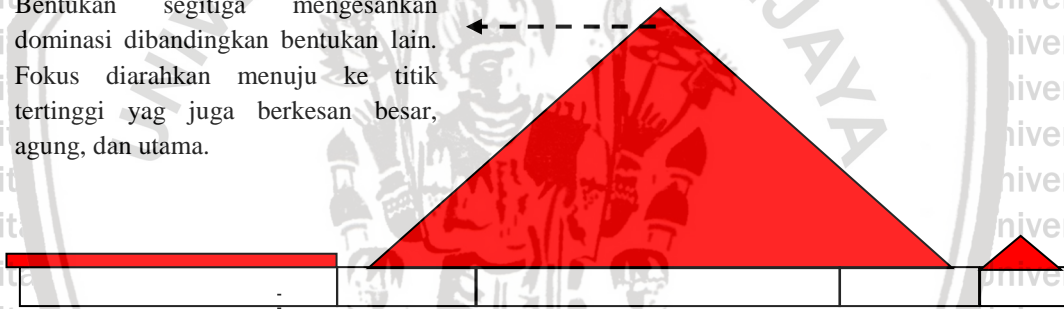 Bentukan segitiga mengesankan
dominasi dibandingkan bentukan lain.
Fokus diarahkan menuju ke titik
tertinggi yag juga berkesan besar,
agung, dan utama.